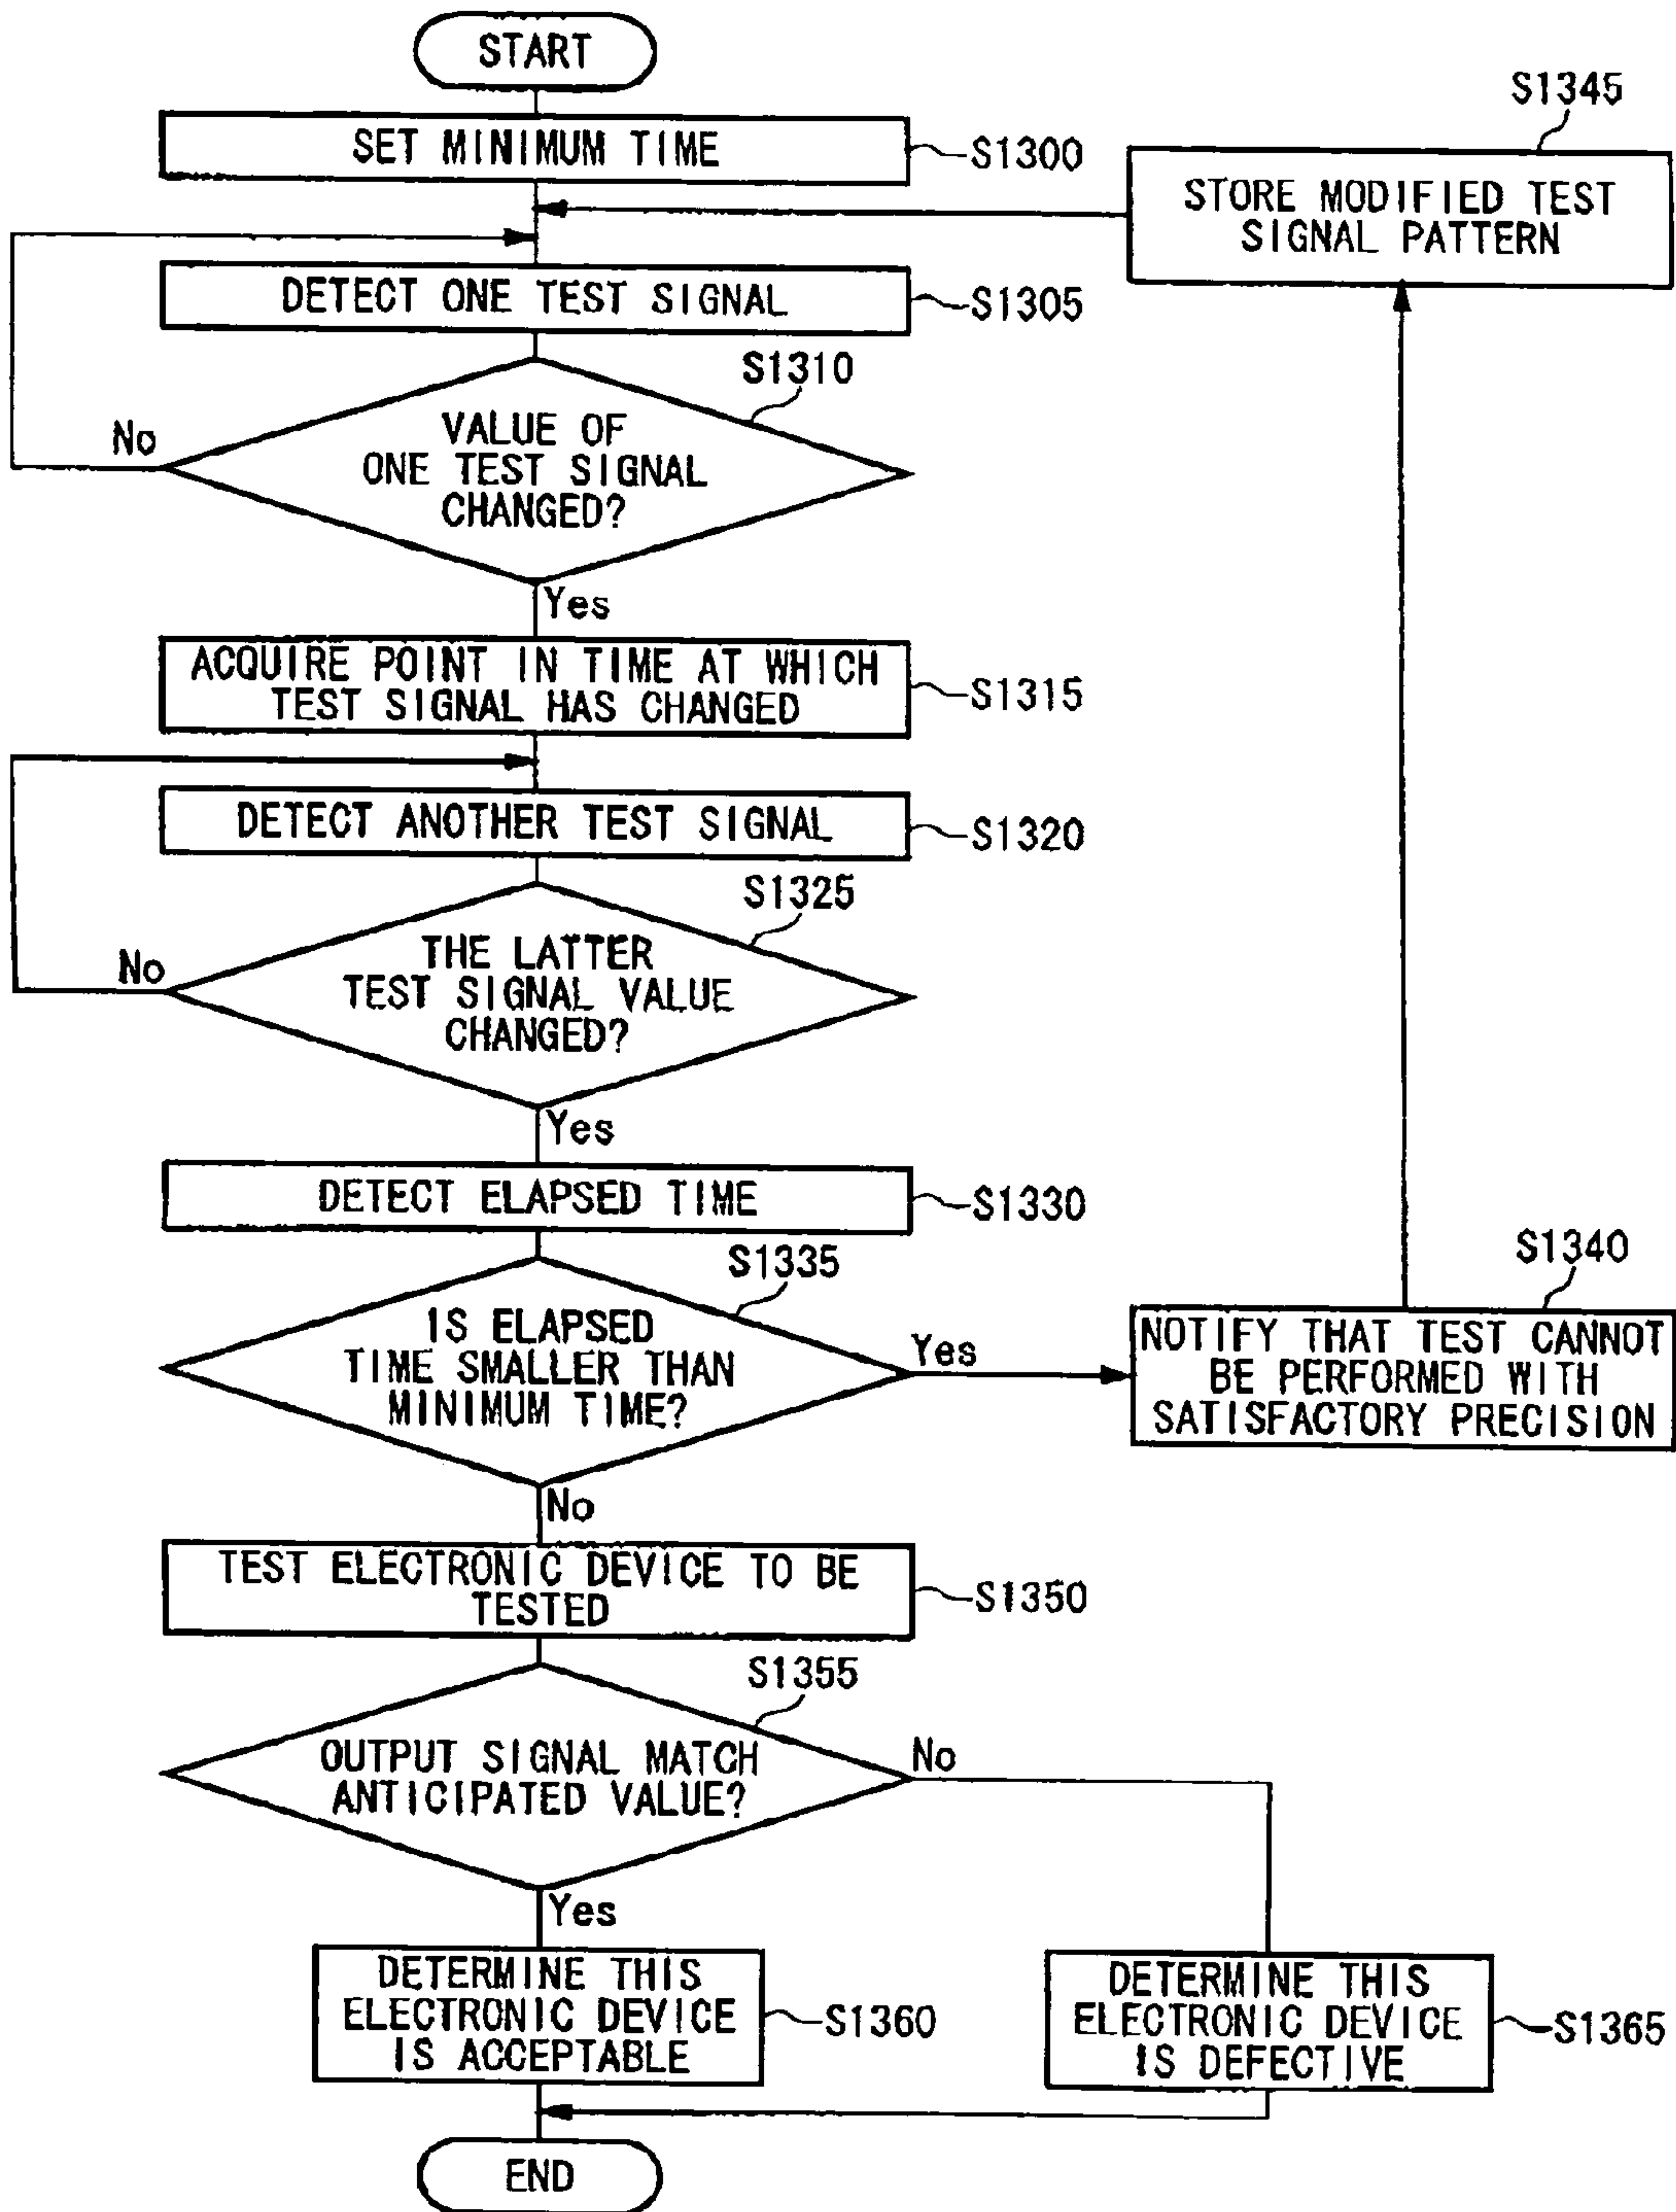 START
SET MINIMUM TIME
S1300
S1345
STORE MODIFIED TEST
SIGNAL PATTERN
DETECT ONE TEST SIGNAL
S1305
S1310
VALUE OF
ONE TEST SIGNAL
CHANGED?
No
Yes
ACQUIRE POINT IN TIME AT WHICH
TEST SIGNAL HAS CHANGED
S1315
DETECT ANOTHER TEST SIGNAL
S1320
S1325
THE LATTER
TEST SIGNAL VALUE
CHANGED?
No
Yes
DETECT ELAPSED TIME
S1330
S1335
IS ELAPSED
TIME SMALLER THAN
MINIMUM TIME?
Yes
S1340
NOTIFY THAT TEST CANNOT
BE PERFORMED WITH
SATISFACTORY PRECISION
No
TEST ELECTRONIC DEVICE TO BE
TESTED
S1350
S1355
OUTPUT SIGNAL MATCH
ANTICIPATED VALUE?
No
Yes
DETERMINE THIS
ELECTRONIC DEVICE
IS ACCEPTABLE
S1360
DETERMINE THIS
ELECTRONIC DEVICE
IS DEFECTIVE
S1365
END